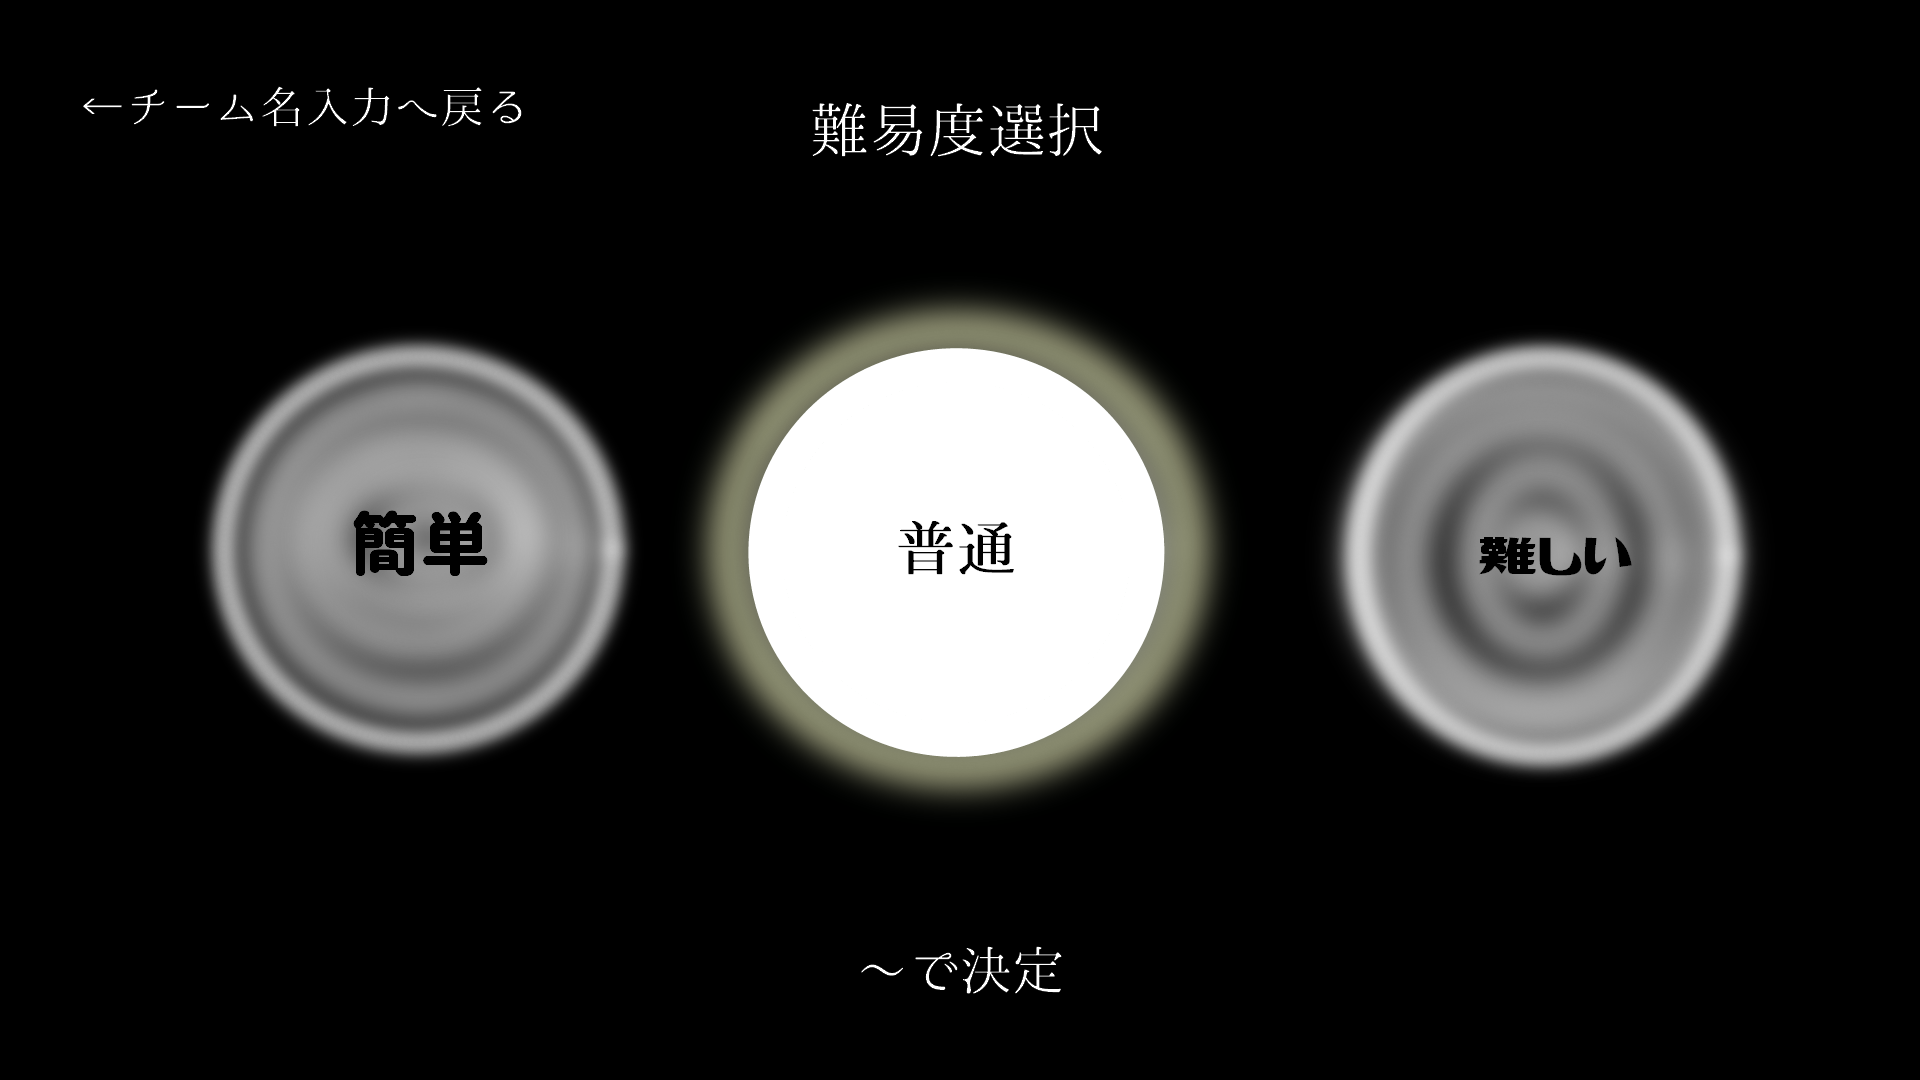 ←チーム名入力へ戻る
難易度選択
簡単
普通
難しい
～で決定